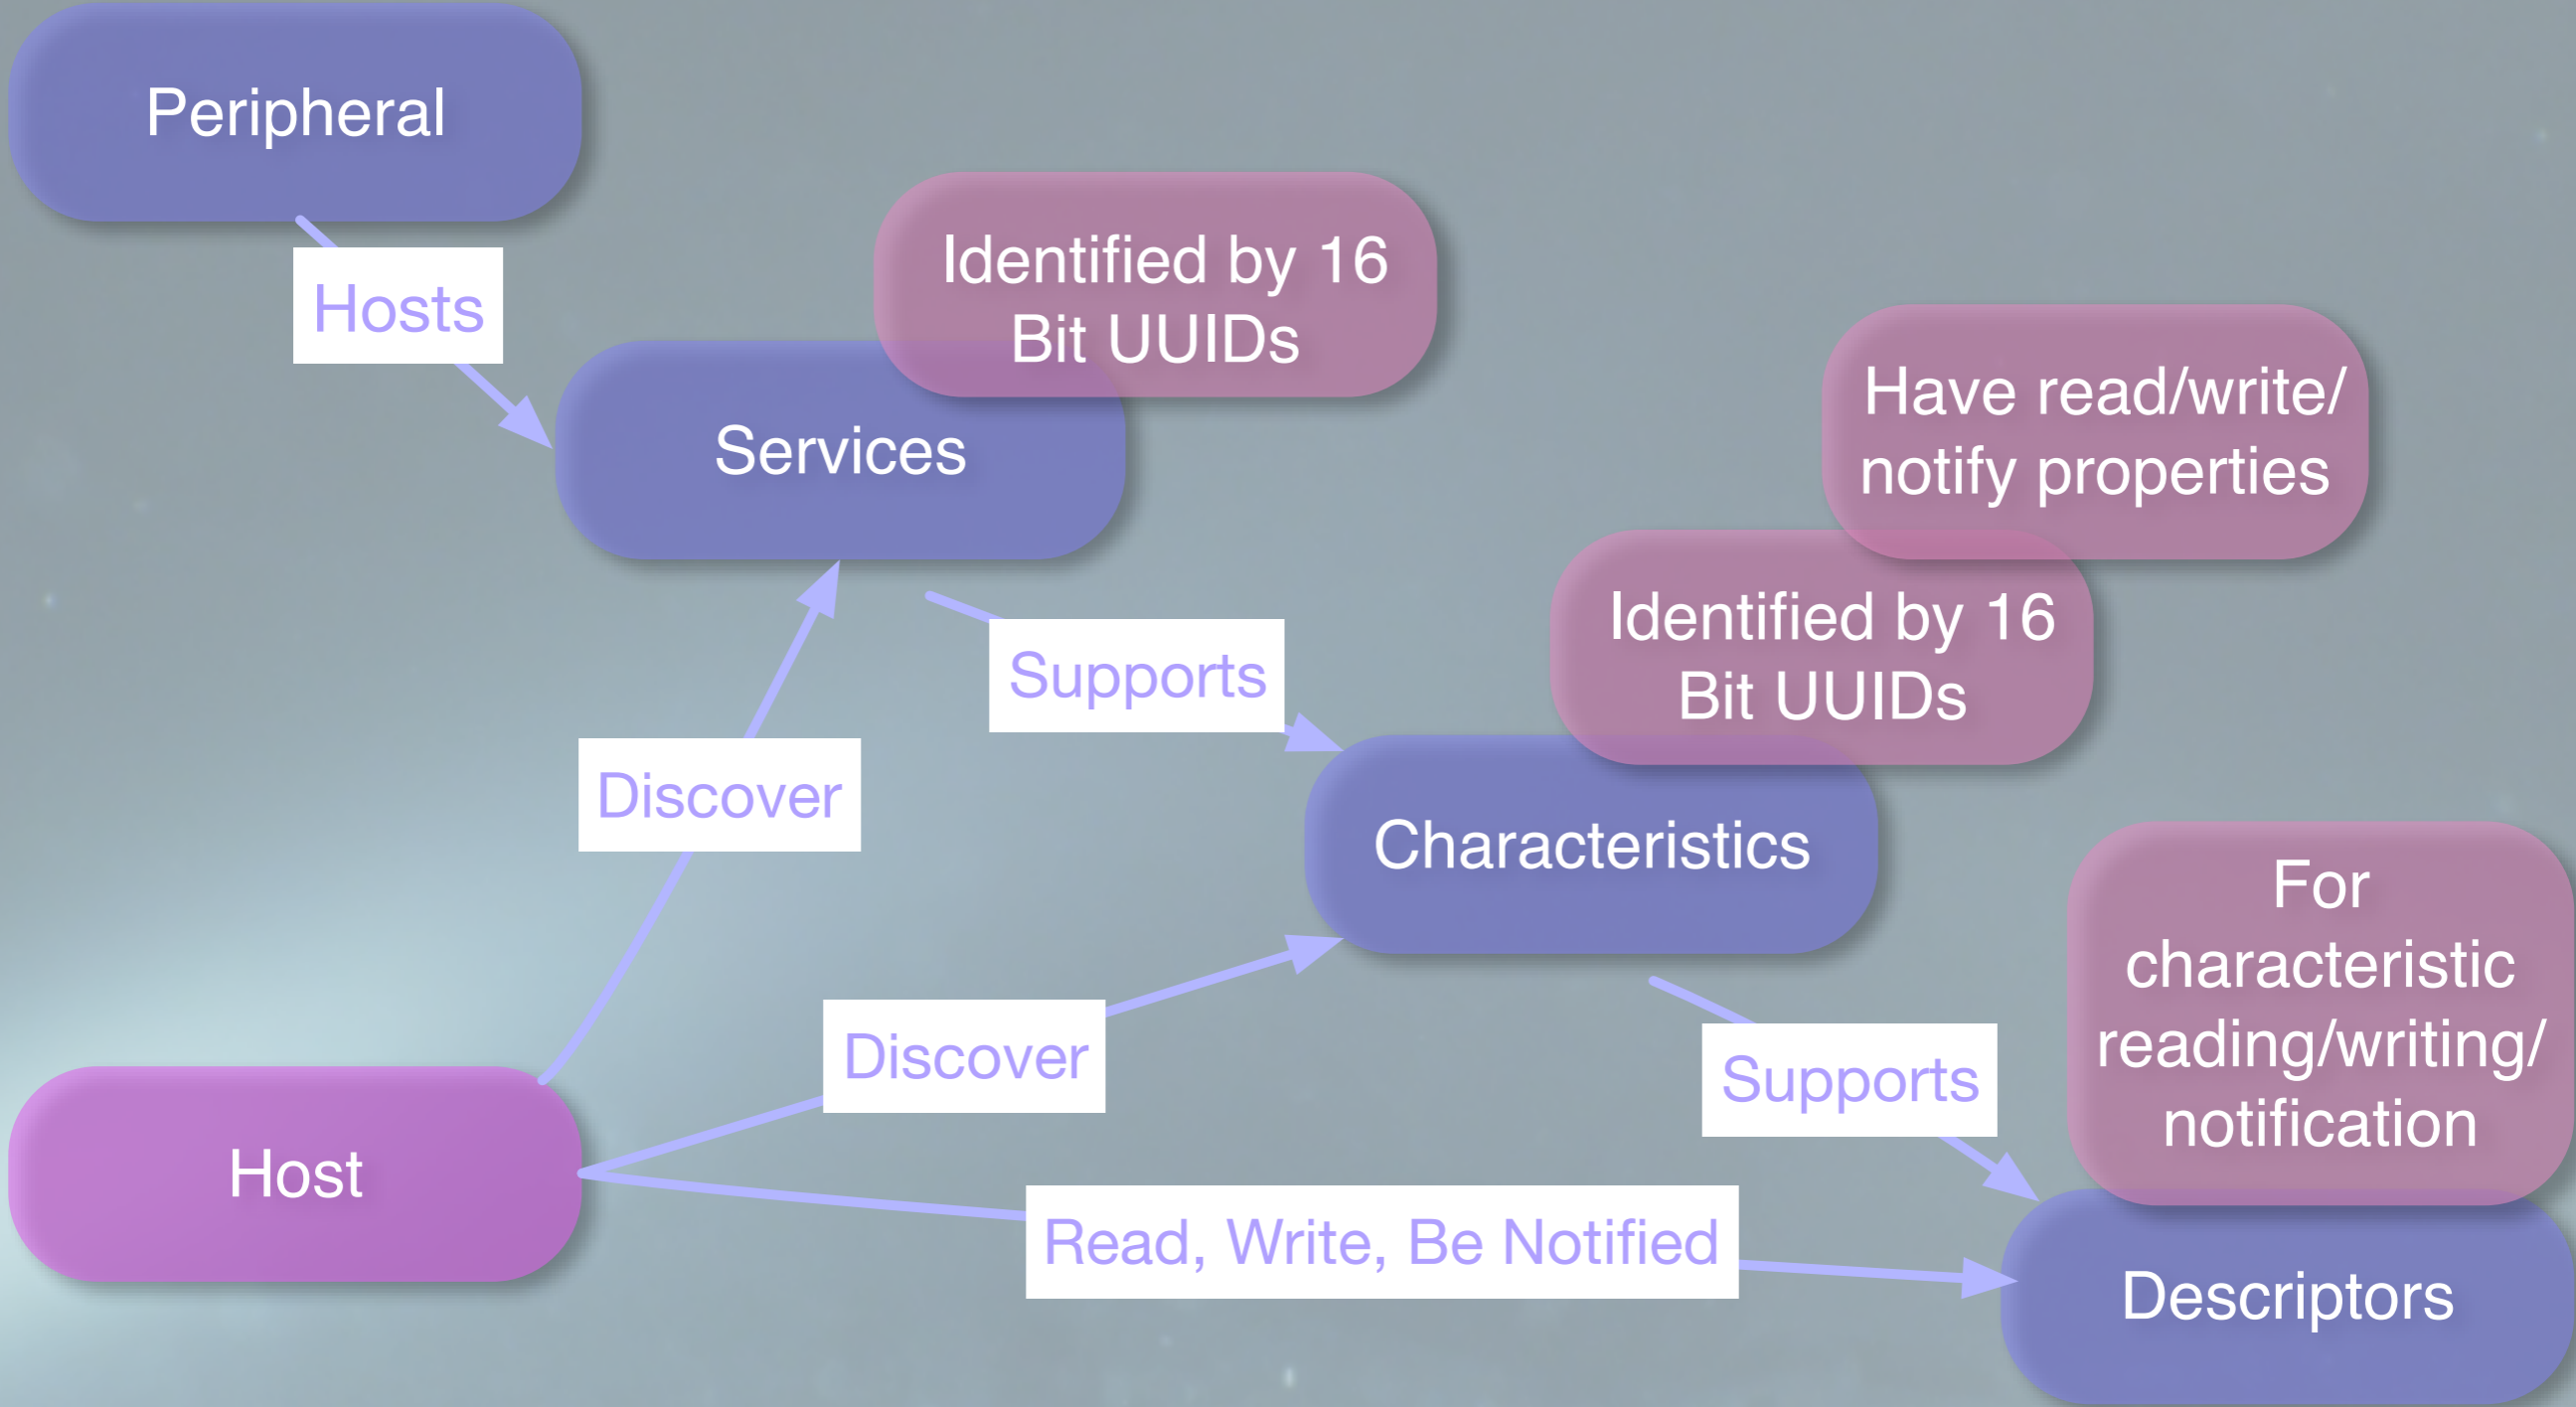 Peripheral
Hosts
Identified by 16
Bit UUIDs
Services
Have read/write/
notify properties
Identified by 16
Bit UUIDs
Supports
Discover
Characteristics
For
characteristic
reading/writing/
notification
Discover
Supports
Host
Read, Write, Be Notified
Descriptors